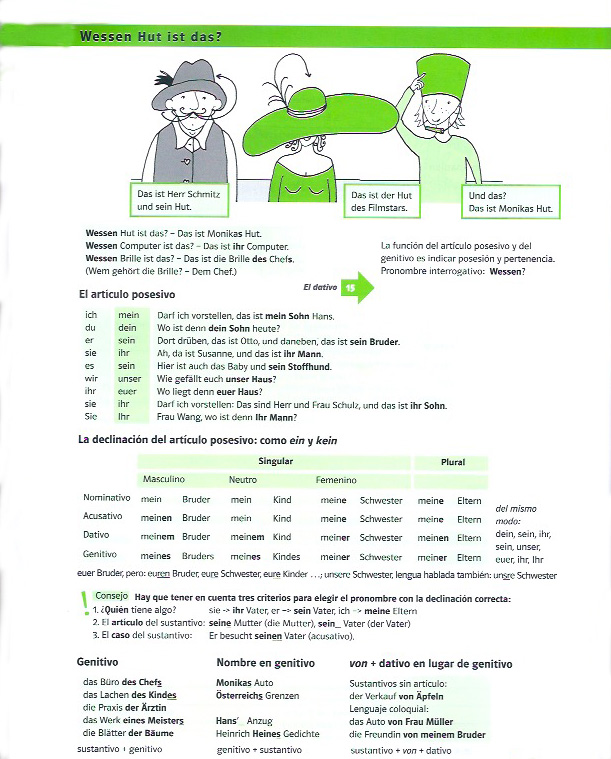 Wessen Hut ist das?
Das ist Herr Schmitz
und sein Hut.
Das ist der Hut
des Filmstars.
Und das?
Das ist Monikas Hut.
Wessen Hut ist das? – Das ist Monikas Hut.
Wessen Computer ist das? – Das ist ihr Computer.
Wessen Brille ist das? – Das ist die Brille des Chefs.
(Wem gehört die Brille? – Dem Chef.)
La función del artículo posesivo y del
genitivo es indicar posesión y pertenencia.
Pronombre interrogativo: Wessen?
El dativo 15
El artículo posesivo
ich mein Darf ich vorstellen, das ist mein Sohn Hans.
du dein Wo ist denn dein Sohn heute?
er sein Dort drüben, das ist Otto, und daneben, das ist sein Bruder.
sie ihr Ah, da ist Susanne, und das ist ihr Mann.
es sein Hier ist auch das Baby und sein Stoffhund.
wir unser Wie gefällt euch unser Haus?
ihr euer Wo liegt denn euer Haus?
sie ihr Darf ich vorstellen: Das sind Herr und Frau Schulz, und das ist ihr Sohn.
Sie Ihr Frau Wang, wo ist denn Ihr Mann?
La declinación del artículo posesivo: como ein y kein
Singular Plural
Masculino Neutro Femenino
Nominativo mein Bruder mein Kind meine Schwester meine Eltern
Acusativo meinen Bruder mein Kind meine Schwester meine Eltern
Dativo meinem Bruder meinem Kind meiner Schwester meinen Eltern
Genitivo meines Bruders meines Kindes meiner Schwester meiner Eltern
del mismo
modo:
dein, sein, ihr,
sein, unser,
euer, ihr, Ihr
euer Bruder, pero: euren Bruder, eure Schwester, eure Kinder ...; unsere Schwester, lengua hablada también: unsre Schwester
! Consejo Hay que tener en cuenta tres criterios para elegir el pronombre con la declinación correcta:
1. ¿Quién tiene algo? sie -> ihr Vater, er -> sein Vater, ich -> meine Eltern
2. El artículo del sustantivo: seine Mutter (die Mutter), sein_ Vater (der Vater)
3. El caso del sustantivo: Er besucht seinen Vater (acusativo).
Genitivo
das Büro des Chefs
das Lachen des Kindes
die Praxis der Ärztin
das Werk eines Meisters
die Blätter der Bäume
sustantivo + genitivo
Nombre en genitivo
Monikas Auto
Österreichs Grenzen
Hans' Anzug
Heinrich Heines Gedichte
genitivo + sustantivo
von + dativo en lugar de genitivo
Sustantivos sin artículo:
der Verkauf von Äpfeln
Lenguaje coloquial:
das Auto von Frau Müller
die Freundin von meinem Bruder
sustantivo + von + dativo